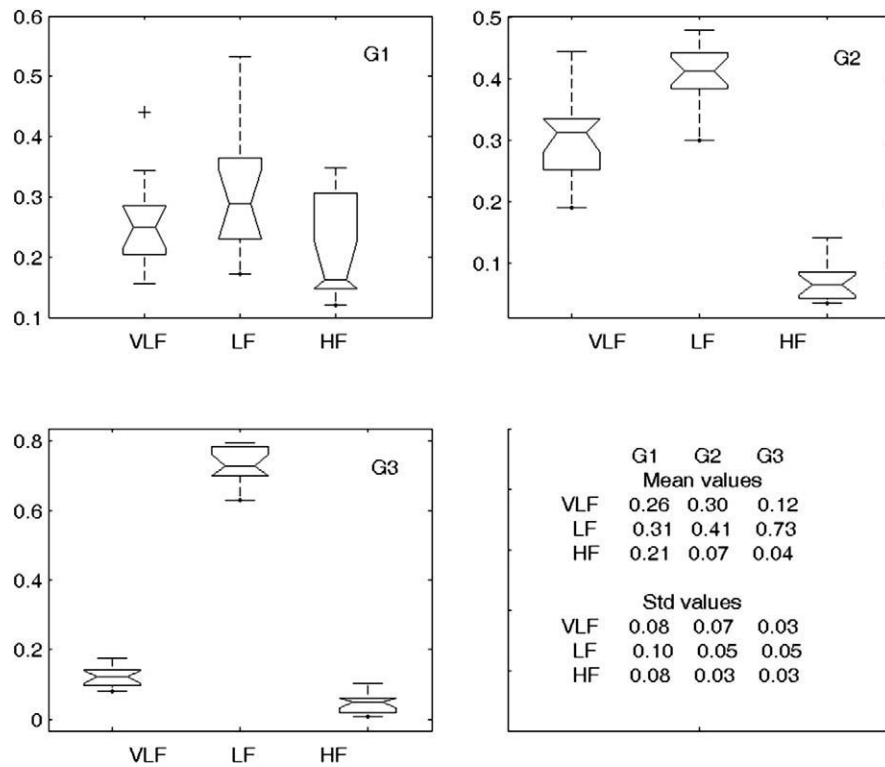 0.6
G1
0.5
0.4
0.3
0.2
0.1
VLF LF HF
0.5
G2
0.4
0.3
0.2
0.1
VLF LF HF
0.8
G3
0.6
0.4
0.2
0
VLF LF HF
G1 G2 G3
Mean values
VLF 0.26 0.30 0.12
LF 0.31 0.41 0.73
HF 0.21 0.07 0.04
Std values
VLF 0.08 0.07 0.03
LF 0.10 0.05 0.05
HF 0.08 0.03 0.03